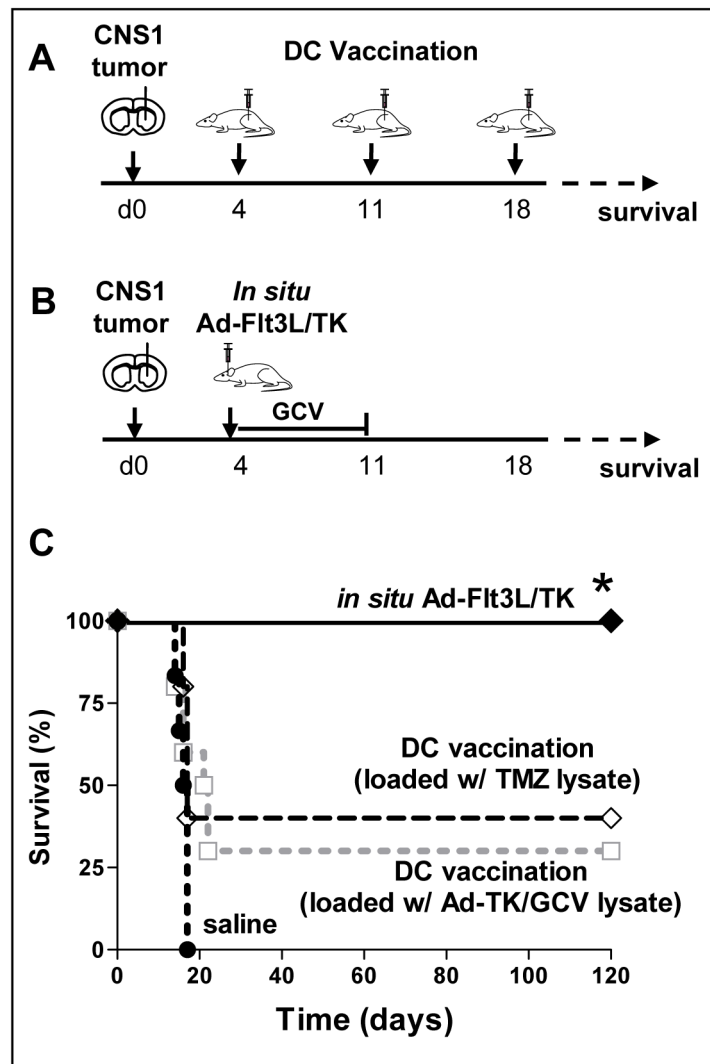 A
CNS1
tumor
DC Vaccination
d0 4 11 18 survival
B
CNS1
tumor
In situ
Ad-Flt3L/TK
GCV
d0 4 11 18 survival
C
in situ Ad-Flt3L/TK *
100
75
50
25
0
Survival (%)
DC vaccination
(loaded w/ TMZ lysate)
DC vaccination
(loaded w/ Ad-TK/GCV lysate)
saline
0 20 40 60 80 100 120
Time (days)